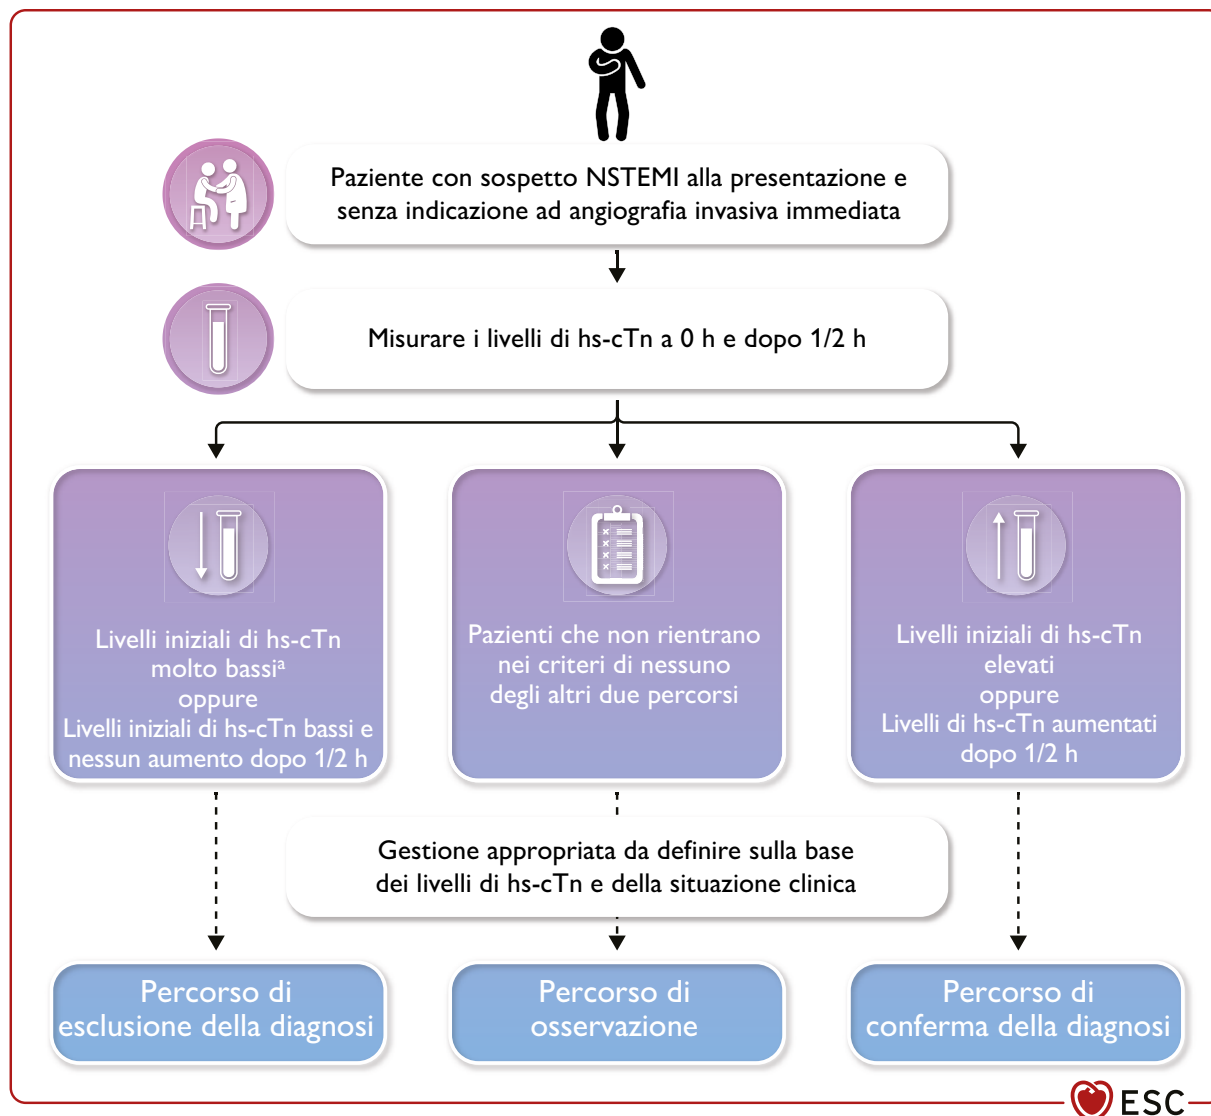 Paziente con sospetto NSTEMI alla presentazione e
senza indicazione ad angiografia invasiva immediata
Misurare i livelli di hs-cTn a 0 h e dopo 1/2 h
Livelli iniziali di hs-cTn
molto bassiᵃ
oppure
Livelli iniziali di hs-cTn bassi e
nessun aumento dopo 1/2 h
Pazienti che non rientrano
nei criteri di nessuno
degli altri due percorsi
Livelli iniziali di hs-cTn
elevati
oppure
Livelli di hs-cTn aumentati
dopo 1/2 h
Gestione appropriata da definire sulla base
dei livelli di hs-cTn e della situazione clinica
Percorso di
esclusione della diagnosi
Percorso di
osservazione
Percorso di
conferma della diagnosi
ESC